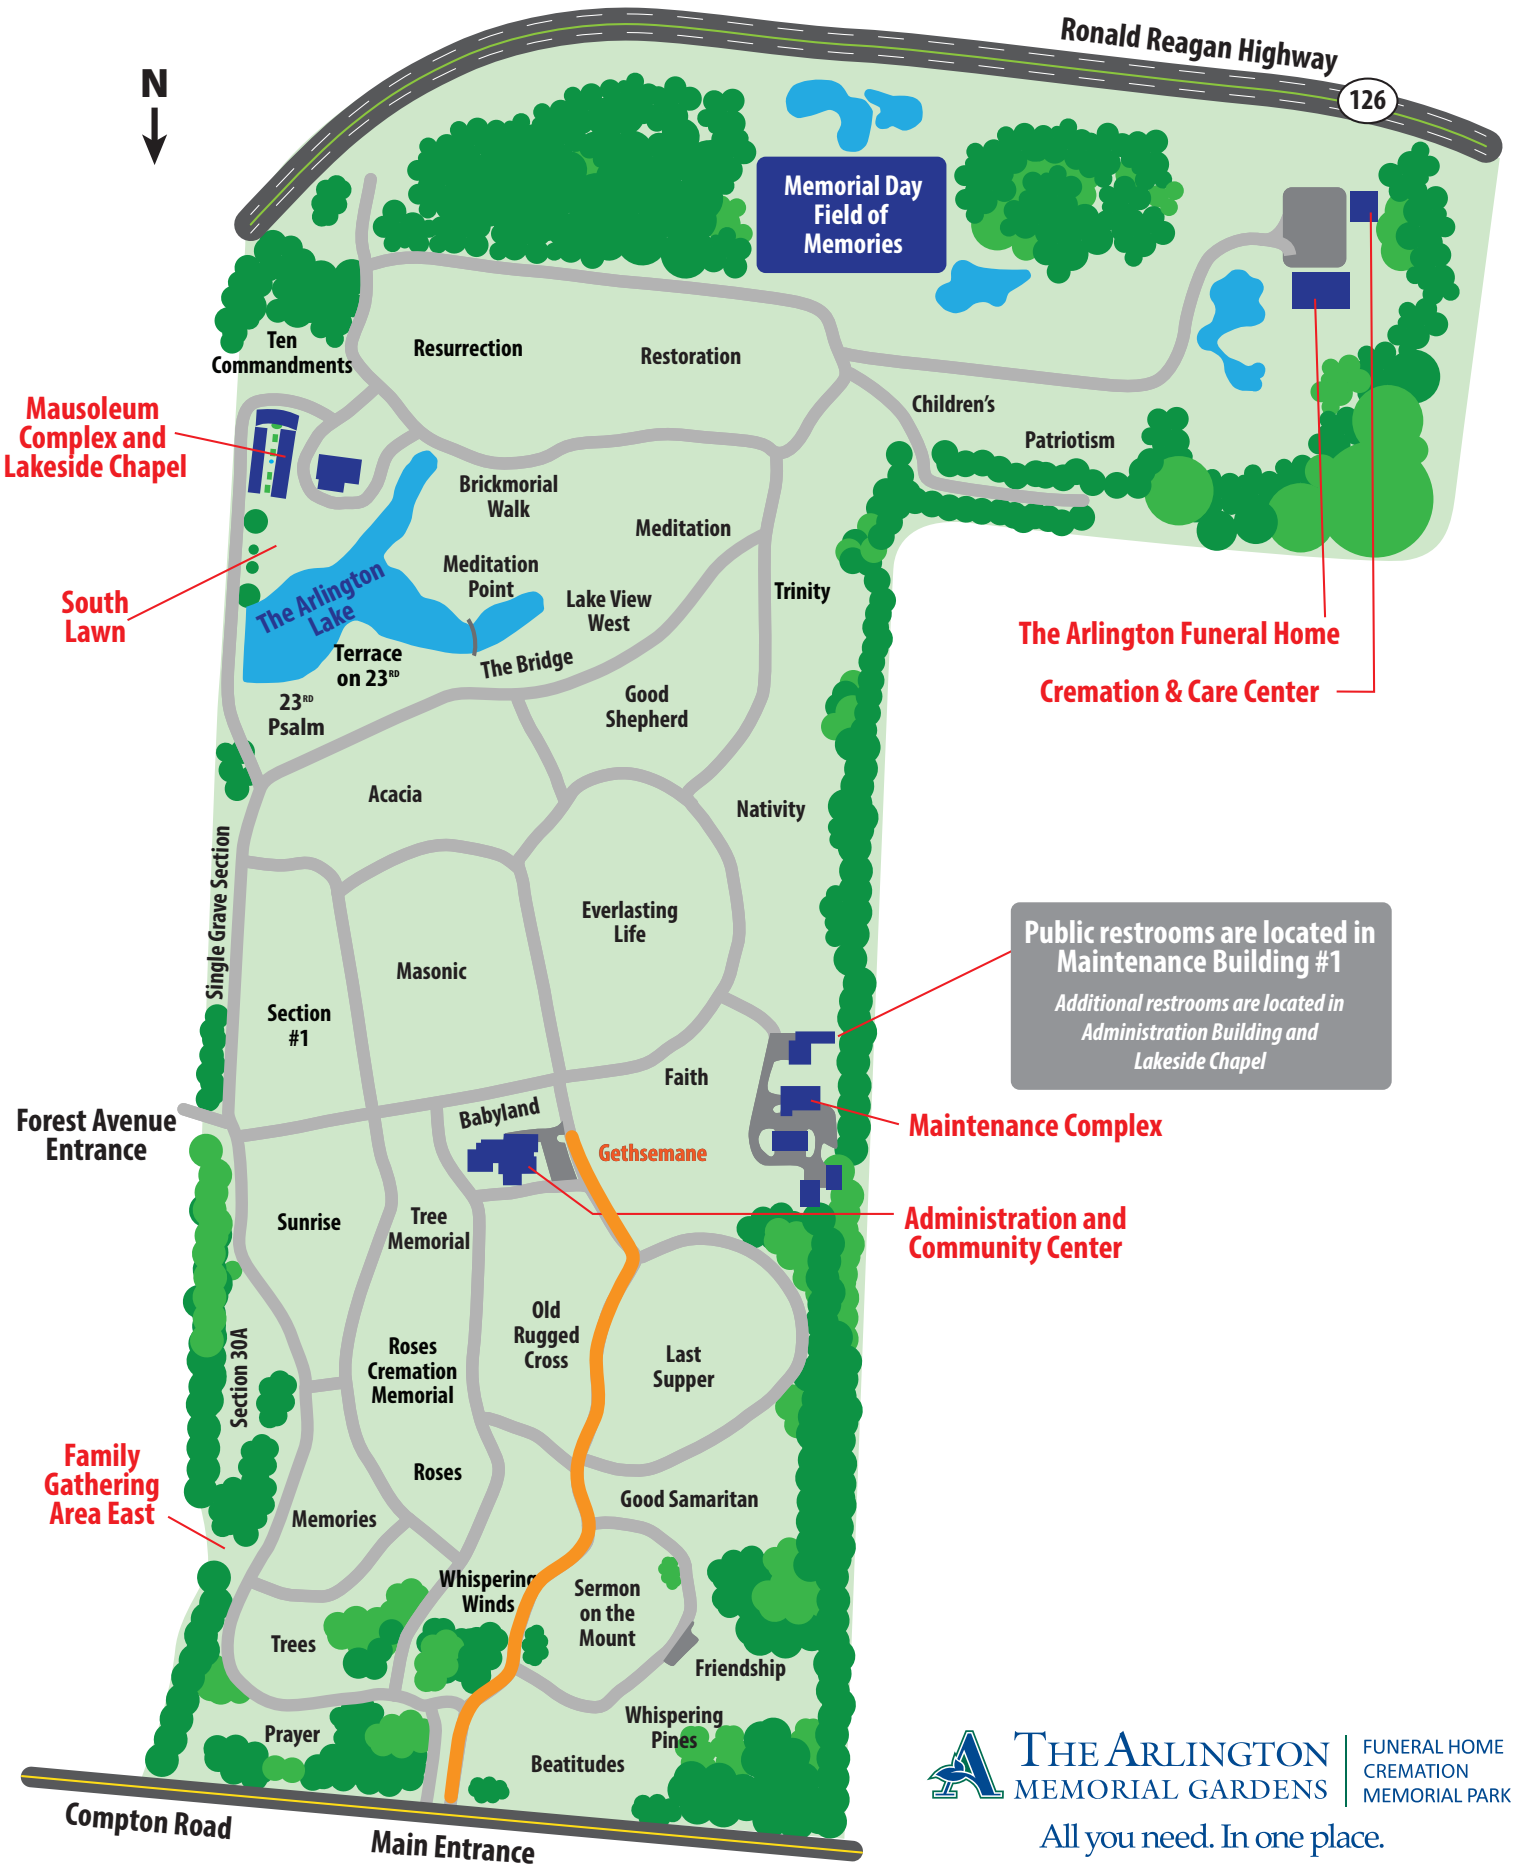 Ronald Reagan Highway
126
N
Memorial Day
Field of
Memories
Ten
Commandments
Resurrection
Restoration
Children's
Patriotism
Mausoleum
Complex and
Lakeside Chapel
Brickmorial
Walk
Meditation
Meditation
Point
Lake View
West
Trinity
The Arlington
Lake
South
Lawn
Terrace
on 23RD
The Bridge
23RD
Psalm
Good
Shepherd
The Arlington Funeral Home
Cremation & Care Center
Acacia
Nativity
Single Grave Section
Everlasting
Life
Masonic
Section
#1
Public restrooms are located in
Maintenance Building #1
Additional restrooms are located in
Administration Building and
Lakeside Chapel
Faith
Babyland
Forest Avenue
Entrance
Maintenance Complex
Gethsemane
Sunrise
Tree
Memorial
Administration and
Community Center
Old
Rugged
Cross
Roses
Cremation
Memorial
Last
Supper
Section 30A
Roses
Family
Gathering
Area East
Good Samaritan
Memories
Whispering
Winds
Sermon
on the
Mount
Trees
Friendship
Whispering
Pines
Prayer
Beatitudes
Compton Road
Main Entrance
A
THE ARLINGTON
MEMORIAL GARDENS
FUNERAL HOME
CREMATION
MEMORIAL PARK
All you need. In one place.